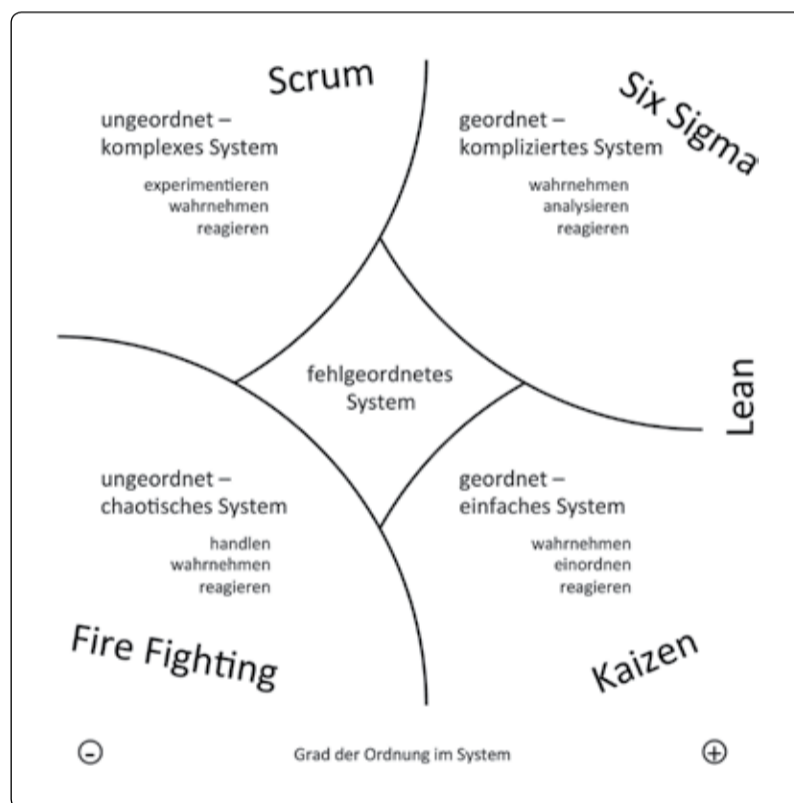 Scrum
ungeordnet –
komplexes System
experimentieren
wahrnehmen
reagieren
Six Sigma
geordnet –
kompliziertes System
wahrnehmen
analysieren
reagieren
fehlgeordnetes
System
Lean
ungeordnet –
chaotisches System
handlen
wahrnehmen
reagieren
Fire Fighting
geordnet –
einfaches System
wahrnehmen
einordnen
reagieren
Kaizen
- Grad der Ordnung im System +